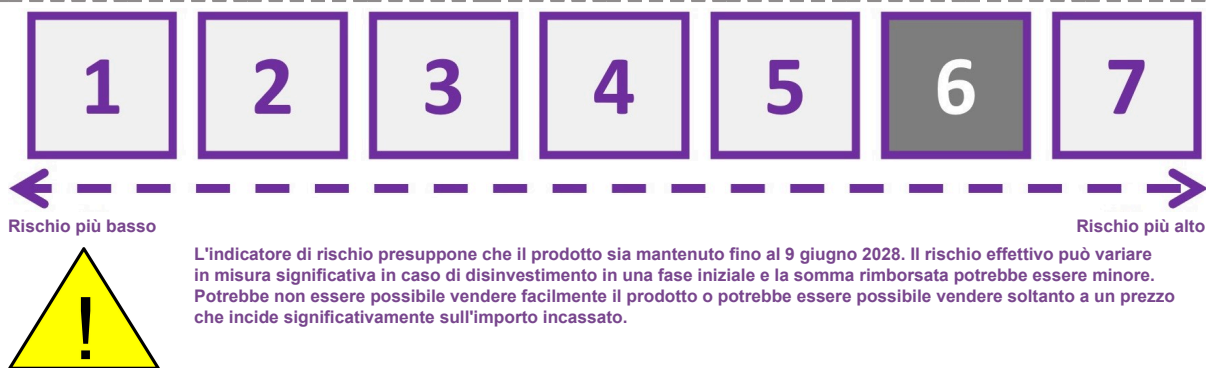 1 2 3 4 5 6 7
Rischio più basso Rischio più alto
!
L'indicatore di rischio presuppone che il prodotto sia mantenuto fino al 9 giugno 2028. Il rischio effettivo può variare
in misura significativa in caso di disinvestimento in una fase iniziale e la somma rimborsata potrebbe essere minore.
Potrebbe non essere possibile vendere facilmente il prodotto o potrebbe essere possibile vendere soltanto a un prezzo
che incide significativamente sull'importo incassato.